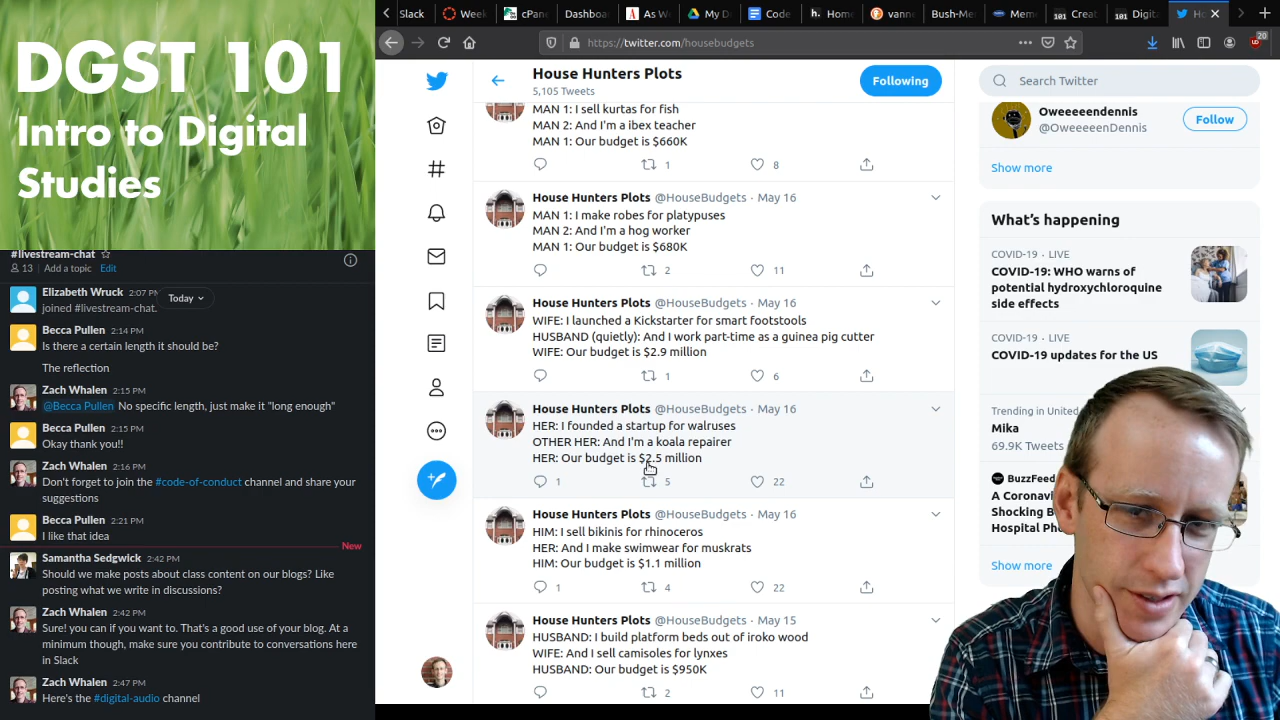 DGST 101
Intro to Digital
Studies
#livestream-chat
13 | Add a topic Edit
Elizabeth Wruck 2:07 PM
joined #livestream-chat.
Today
Becca Pullen 2:14 PM
Is there a certain length it should be?
The reflection
Zach Whalen 2:15 PM
@Becca Pullen No specific length, just make it "long enough"
Becca Pullen 2:15 PM
Okay thank you!!
Zach Whalen 2:16 PM
Don't forget to join the #code-of-conduct channel and share your
suggestions
Becca Pullen 2:21 PM
I like that idea
New
Samantha Sedgwick 2:42 PM
Should we make posts about class content on our blogs? Like
posting what we write in discussions?
Zach Whalen 2:42 PM
Sure! you can if you want to. That's a good use of your blog. At a
minimum though, make sure you contribute to conversations here
in Slack
Zach Whalen 2:47 PM
Here's the #digital-audio channel
Slack Week cPane Dashboa As We My D Code h. Home vanne Bush-Mem Meme 101 Creat 101 Digita
20
https://twitter.com/housebudgets
House Hunters Plots
5,105 Tweets
Following
MAN 1: I sell kurtas for fish
MAN 2: And I'm a ibex teacher
MAN 1: Our budget is $660K
1 8
House Hunters Plots @HouseBudgets · May 16
MAN 1: I make robes for platypuses
MAN 2: And I'm a hog worker
MAN 1: Our budget is $680K
2 11
House Hunters Plots @HouseBudgets · May 16
WIFE: I launched a Kickstarter for smart footstools
HUSBAND (quietly): And I work part-time as a guinea pig cutter
WIFE: Our budget is $2.9 million
1 6
House Hunters Plots @HouseBudgets · May 16
HER: I founded a startup for walruses
OTHER HER: And I'm a koala repairer
HER: Our budget is $2.5 million
1 5 22
House Hunters Plots @HouseBudgets · May 16
HIM: I sell bikinis for rhinoceros
HER: And I make swimwear for muskrats
HIM: Our budget is $1.1 million
1 4 22
House Hunters Plots @HouseBudgets · May 15
HUSBAND: I build platform beds out of iroko wood
WIFE: And I sell camisoles for lynxes
HUSBAND: Our budget is $950K
2 11
Search Twitter
Oweeeeendennis
@OweeeeenDennis
Follow
Show more
What's happening
COVID-19 · LIVE
COVID-19: WHO warns of
potential hydroxychloroquine
side effects
COVID-19 · LIVE
COVID-19 updates for the US
Trending in United
Mika
69.9K Tweets
BuzzFeed
A Coronavi
Shocking B
Hospital Ph
Show more